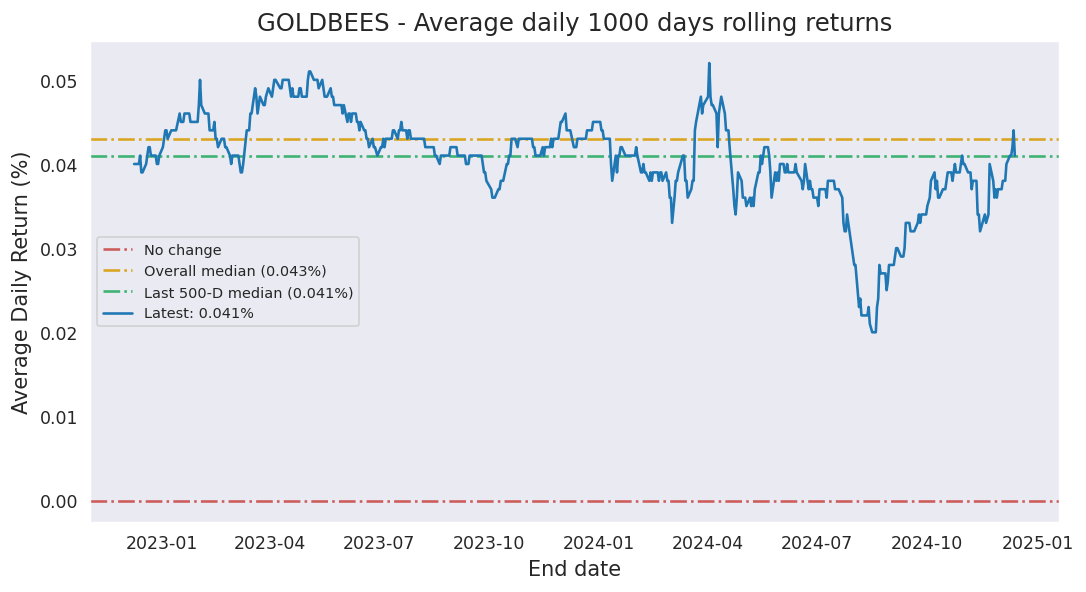 GOLDBEES - Average daily 1000 days rolling returns
Average Daily Return (%)
0.05
0.04
0.03
0.02
0.01
0.00
No change
Overall median (0.043%)
Last 500-D median (0.041%)
Latest: 0.041%
2023-01 2023-04 2023-07 2023-10 2024-01 2024-04 2024-07 2024-10 2025-01
End date